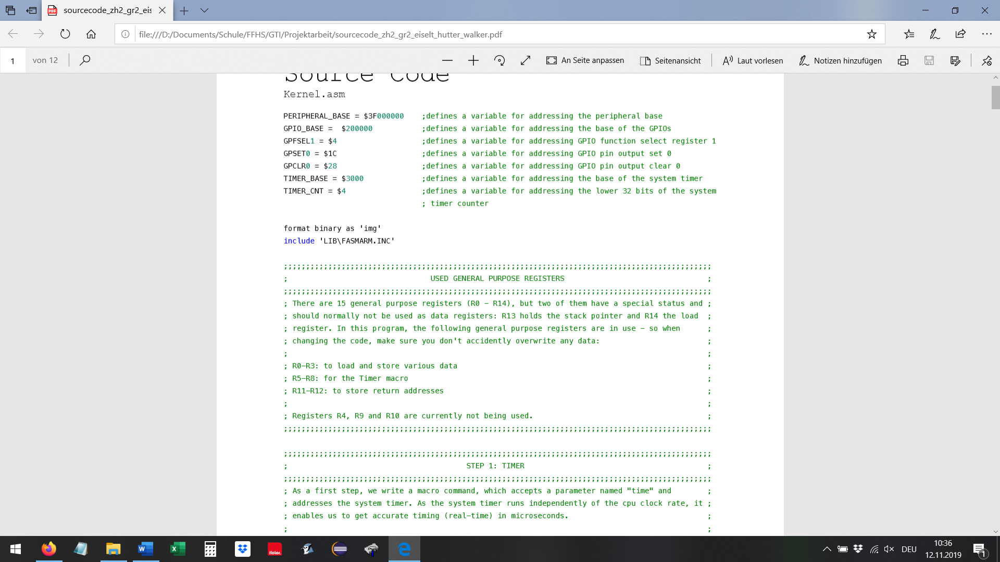 sourcecode_zh2_gr2_eis
file:///D:/Documents/Schule/FFHS/GTI/Projektarbeit/sourcecode_zh2_gr2_eiselt_hutter_walker.pdf
1 von 12 An Seite anpassen Seitenansicht Laut vorlesen Notizen hinzufügen
Source Code
Kernel.asm
PERIPHERAL_BASE = $3F000000 ;defines a variable for addressing the peripheral base
GPIO_BASE = $200000 ;defines a variable for addressing the base of the GPIOs
GPFSEL1 = $4 ;defines a variable for addressing GPIO function select register 1
GPSET0 = $1C ;defines a variable for addressing GPIO pin output set 0
GPCLR0 = $28 ;defines a variable for addressing GPIO pin output clear 0
TIMER_BASE = $3000 ;defines a variable for addressing the base of the system timer
TIMER_CNT = $4 ;defines a variable for addressing the lower 32 bits of the system
; timer counter
format binary as 'img'
include 'LIB\FASMARM.INC'
;;;;;;;;;;;;;;;;;;;;;;;;;;;;;;;;;;;;;;;;;;;;;;;;;;;;;;;;;;;;;;;;;;;;;;;;;;;;;;;;;;;;;;;;;;;;;;;;
; USED GENERAL PURPOSE REGISTERS ;
;;;;;;;;;;;;;;;;;;;;;;;;;;;;;;;;;;;;;;;;;;;;;;;;;;;;;;;;;;;;;;;;;;;;;;;;;;;;;;;;;;;;;;;;;;;;;;;;
; There are 15 general purpose registers (R0 - R14), but two of them have a special status and ;
; should normally not be used as data registers: R13 holds the stack pointer and R14 the load ;
; register. In this program, the following general purpose registers are in use - so when ;
; changing the code, make sure you don't accidently overwrite any data: ;
; ;
; R0-R3: to load and store various data ;
; R5-R8: for the Timer macro ;
; R11-R12: to store return addresses ;
; ;
; Registers R4, R9 and R10 are currently not being used. ;
;;;;;;;;;;;;;;;;;;;;;;;;;;;;;;;;;;;;;;;;;;;;;;;;;;;;;;;;;;;;;;;;;;;;;;;;;;;;;;;;;;;;;;;;;;;;;;;;
;;;;;;;;;;;;;;;;;;;;;;;;;;;;;;;;;;;;;;;;;;;;;;;;;;;;;;;;;;;;;;;;;;;;;;;;;;;;;;;;;;;;;;;;;;;;;;;;
; STEP 1: TIMER ;
;;;;;;;;;;;;;;;;;;;;;;;;;;;;;;;;;;;;;;;;;;;;;;;;;;;;;;;;;;;;;;;;;;;;;;;;;;;;;;;;;;;;;;;;;;;;;;;;
; As a first step, we write a macro command, which accepts a parameter named "time" and ;
; addresses the system timer. As the system timer runs independently of the cpu clock rate, it ;
; enables us to get accurate timing (real-time) in microseconds. ;
; ;
ifolor.
DEU
10:36
12.11.2019
1